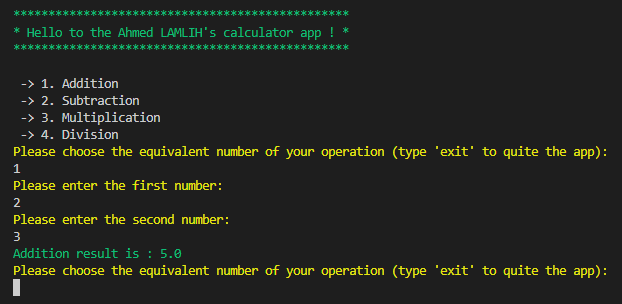 ************************************************
* Hello to the Ahmed LAMLIH's calculator app ! *
************************************************
-> 1. Addition
-> 2. Subtraction
-> 3. Multiplication
-> 4. Division
Please choose the equivalent number of your operation (type 'exit' to quite the app):
1
Please enter the first number:
2
Please enter the second number:
3
Addition result is : 5.0
Please choose the equivalent number of your operation (type 'exit' to quite the app):